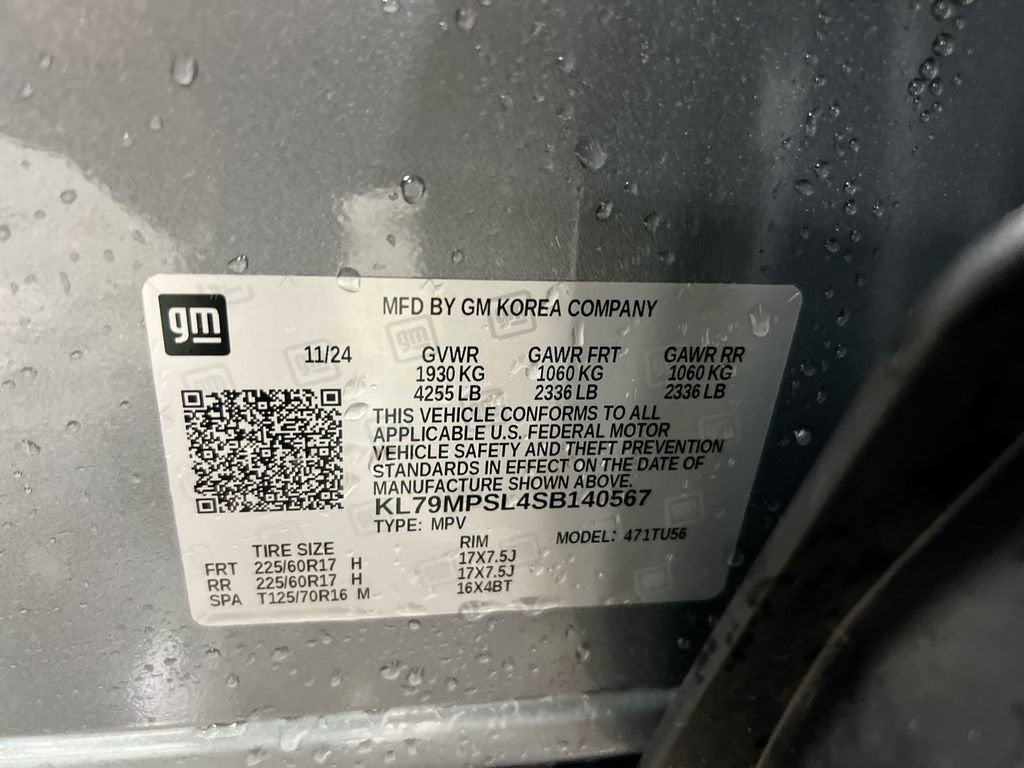 gm
MFD BY GM KOREA COMPANY
11/24 GVWR GAWR FRT GAWR RR
1930 KG 1060 KG 1060 KG
4255 LB 2336 LB 2336 LB
THIS VEHICLE CONFORMS TO ALL
APPLICABLE U.S. FEDERAL MOTOR
VEHICLE SAFETY AND THEFT PREVENTION
STANDARDS IN EFFECT ON THE DATE OF
MANUFACTURE SHOWN ABOVE.
KL79MPSL4SB140567
TYPE: MPV
MODEL: 471TU56
TIRE SIZE RIM
FRT 225/60R17 H 17X7.5J
RR 225/60R17 H 17X7.5J
SPA T125/70R16 M 16X4BT